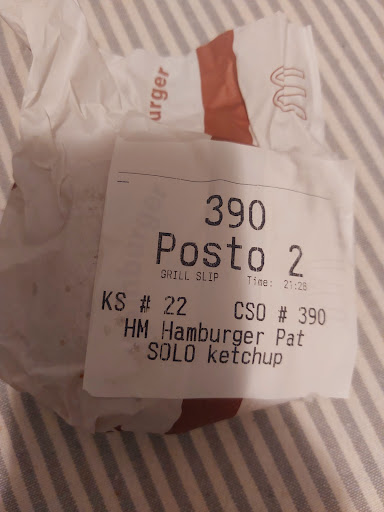 urger
390
Posto 2
GRILL SLIP Time: 21:28
KS # 22 CSO # 390
HM Hamburger Pat
SOLO ketchup